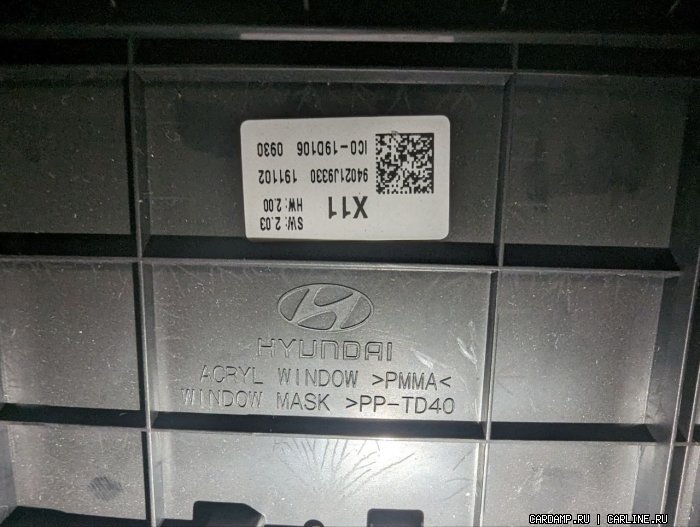 SW: 2.03
HW: 2.00
X11
94021J9330 191102
ICO-19D106 0930
HYUNDAI
ACRYL WINDOW >PMMA<
WINDOW MASK >PP-TD40
CARDAMP.RU | CARLINE.RU